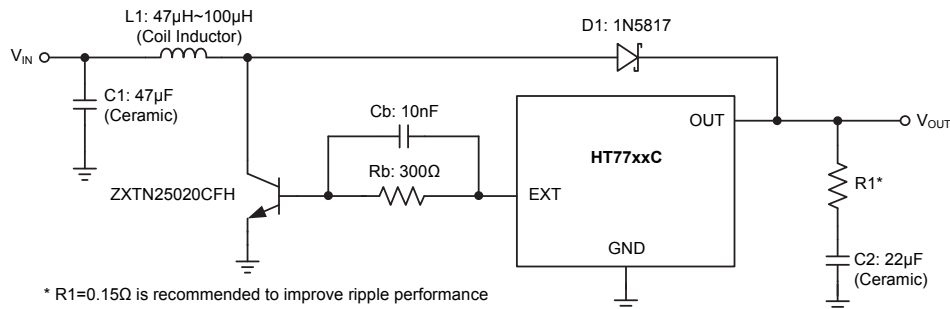 L1: 47µH~100µH
(Coil Inductor)
D1: 1N5817
VIN
C1: 47µF
(Ceramic)
Cb: 10nF
OUT
VOUT
HT77xxC
Rb: 300Ω
R1*
ZXTN25020CFH
EXT
GND
C2: 22µF
(Ceramic)
* R1=0.15Ω is recommended to improve ripple performance